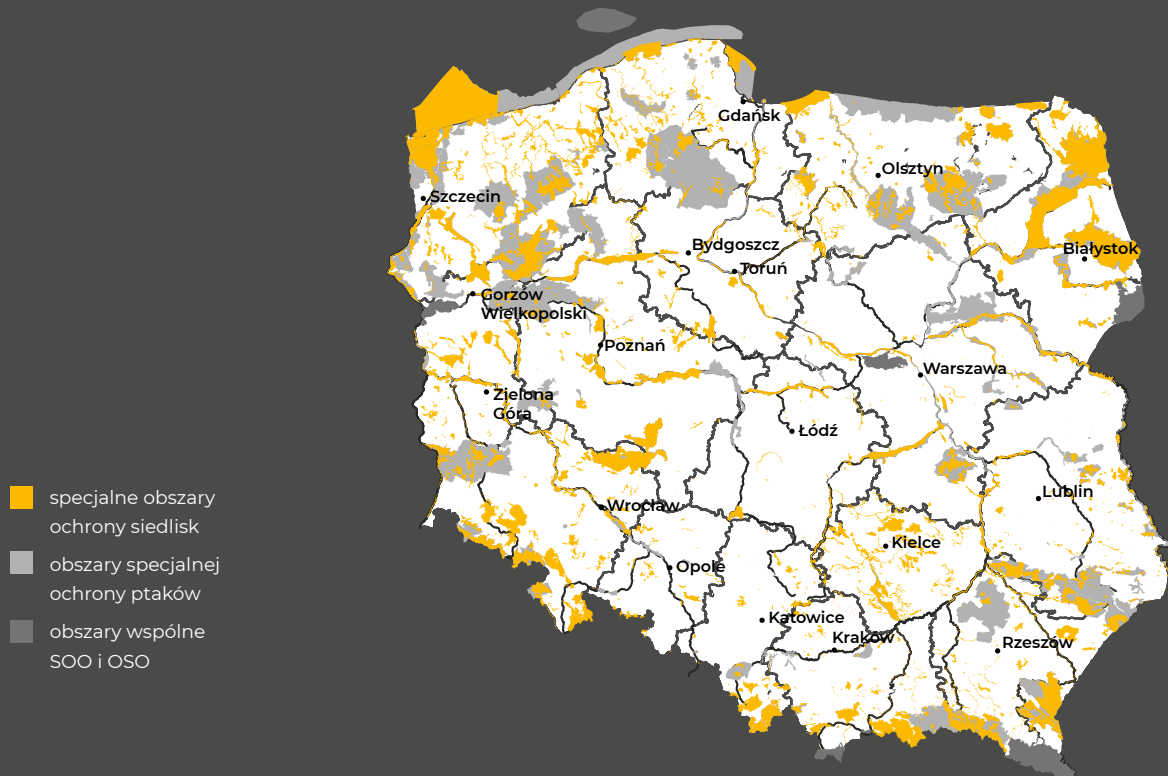 Gdańsk
Olsztyn
Szczecin
Bydgoszcz
Białystok
Toruń
Gorzów
Wielkopolski
Poznań
Warszawa
Zielona
Góra
Łódź
specjalne obszary
ochrony siedlisk
Lublin
Wrocław
Kielce
obszary specjalnej
ochrony ptaków
Opole
Katowice
obszary wspólne
SOO i OSO
Kraków
Rzeszów